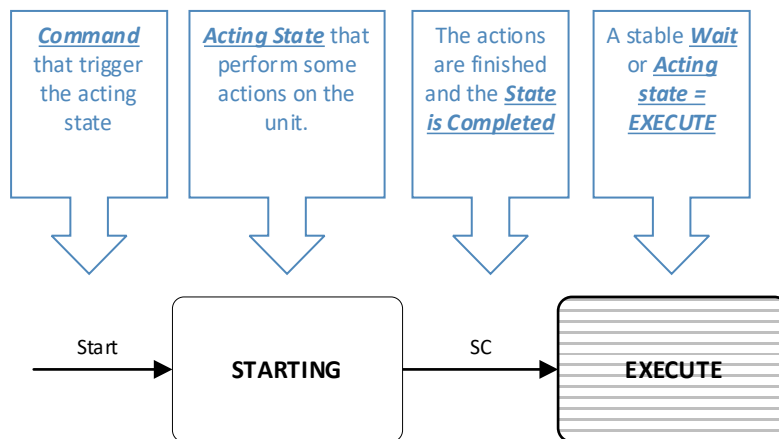 Command
that trigger
the acting
state
Acting State that
perform some
actions on the
unit.
The actions
are finished
and the State
is Completed
A stable Wait
or Acting
state =
EXECUTE
Start
STARTING
SC
EXECUTE